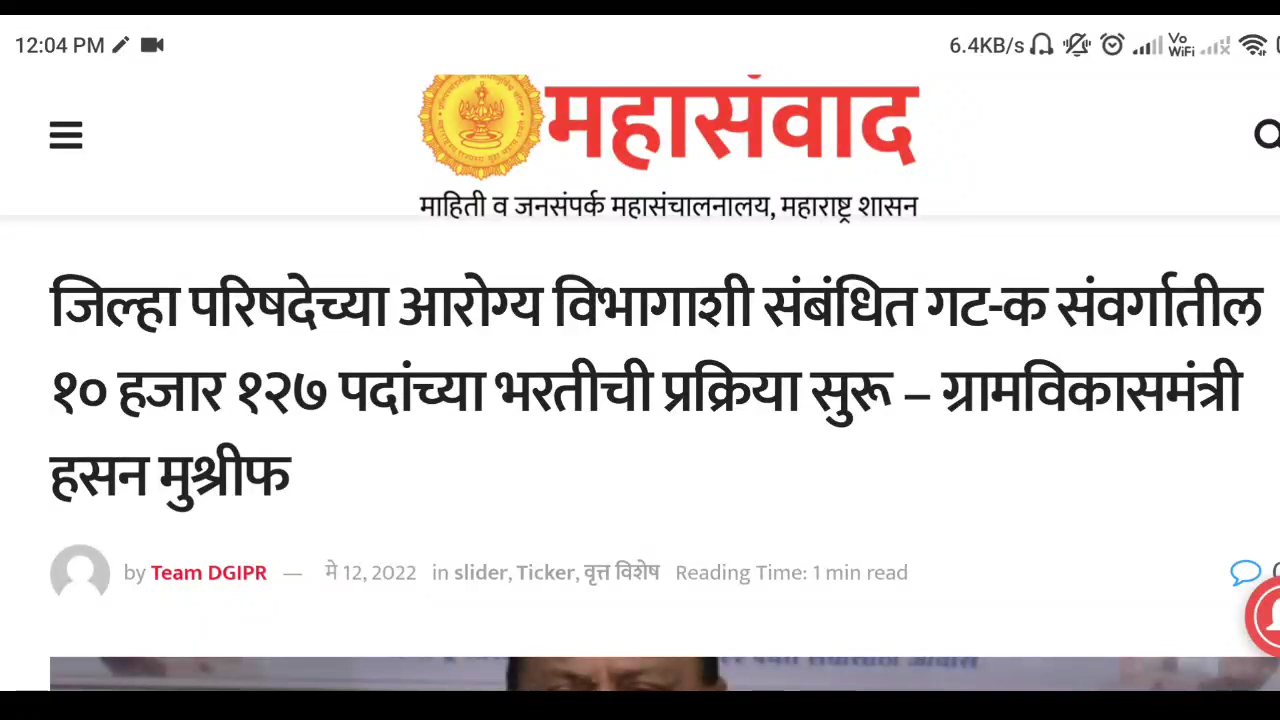 12:04 PM 6.4KB/s Vo WiFi
महासंवाद
माहिती व जनसंपर्क महासंचालनालय, महाराष्ट्र शासन
जिल्हा परिषदेच्या आरोग्य विभागाशी संबंधित गट-क संवर्गातील
१० हजार १२७ पदांच्या भरतीची प्रक्रिया सुरू – ग्रामविकासमंत्री
हसन मुश्रीफ
by Team DGIPR — मे 12, 2022 in slider, Ticker, वृत्त विशेष Reading Time: 1 min read